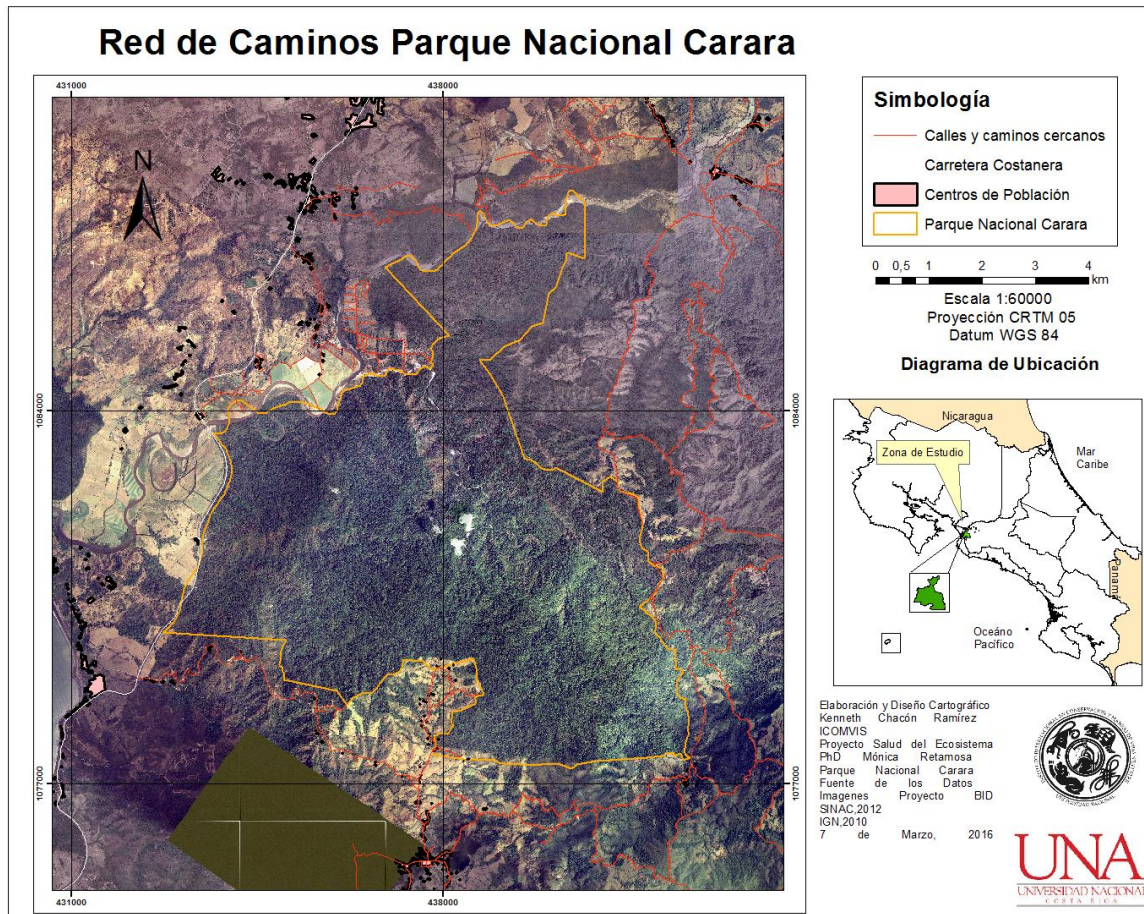 Red de Caminos Parque Nacional Carara
431000
438000
N
1084000
1084000
1077000
1077000
431000
438000
Simbología
Calles y caminos cercanos
Carretera Costanera
Centros de Población
Parque Nacional Carara
0 0,5 1 2 3 4
km
Escala 1:60000
Proyección CRTM 05
Datum WGS 84
Diagrama de Ubicación
Nicaragua
Zona de Estudio
Mar
Caribe
Panamá
Oceáno
Pacífico
Elaboración y Diseño Cartográfico
Kenneth Chacón Ramírez
ICOMVIS
Proyecto Salud del Ecosistema
PhD Mónica Retamosa
Parque Nacional Carara
Fuente de los Datos
Imagenes Proyecto BID
SINAC,2012
IGN,2010
7 de Marzo, 2016
UNA
UNIVERSIDAD NACIONAL
COSTA RICA